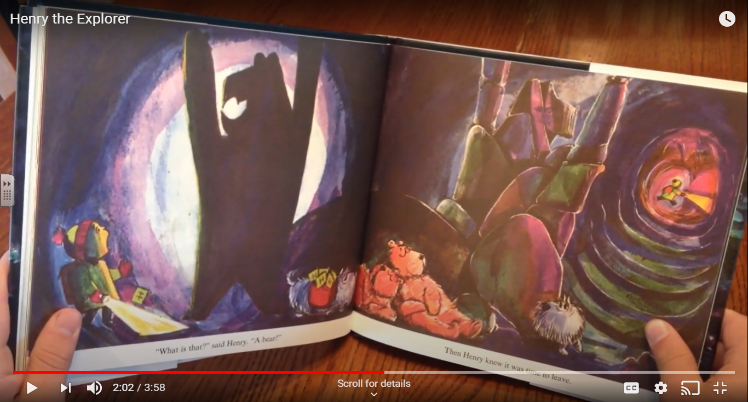 Henry the Explorer
"What is that?" said Henry. "A bear!"
Then Henry knew it was time to leave.
2:02 / 3:58
Scroll for details
CC